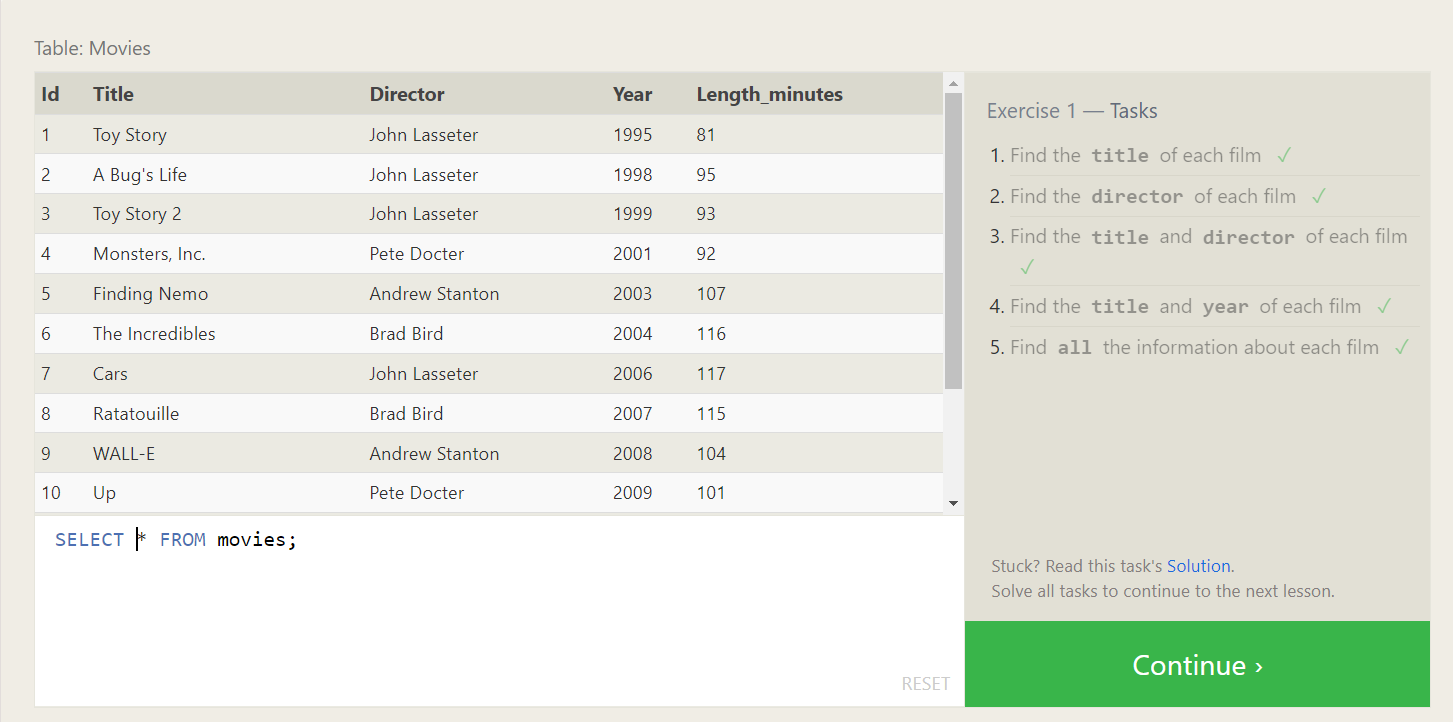 Table: Movies
Id Title Director Year Length_minutes
1 Toy Story John Lasseter 1995 81
2 A Bug's Life John Lasseter 1998 95
3 Toy Story 2 John Lasseter 1999 93
4 Monsters, Inc. Pete Docter 2001 92
5 Finding Nemo Andrew Stanton 2003 107
6 The Incredibles Brad Bird 2004 116
7 Cars John Lasseter 2006 117
8 Ratatouille Brad Bird 2007 115
9 WALL-E Andrew Stanton 2008 104
10 Up Pete Docter 2009 101
SELECT * FROM movies;
RESET
Exercise 1 — Tasks
1. Find the title of each film ✓
2. Find the director of each film ✓
3. Find the title and director of each film
✓
4. Find the title and year of each film ✓
5. Find all the information about each film ✓
Stuck? Read this task's Solution.
Solve all tasks to continue to the next lesson.
Continue ›